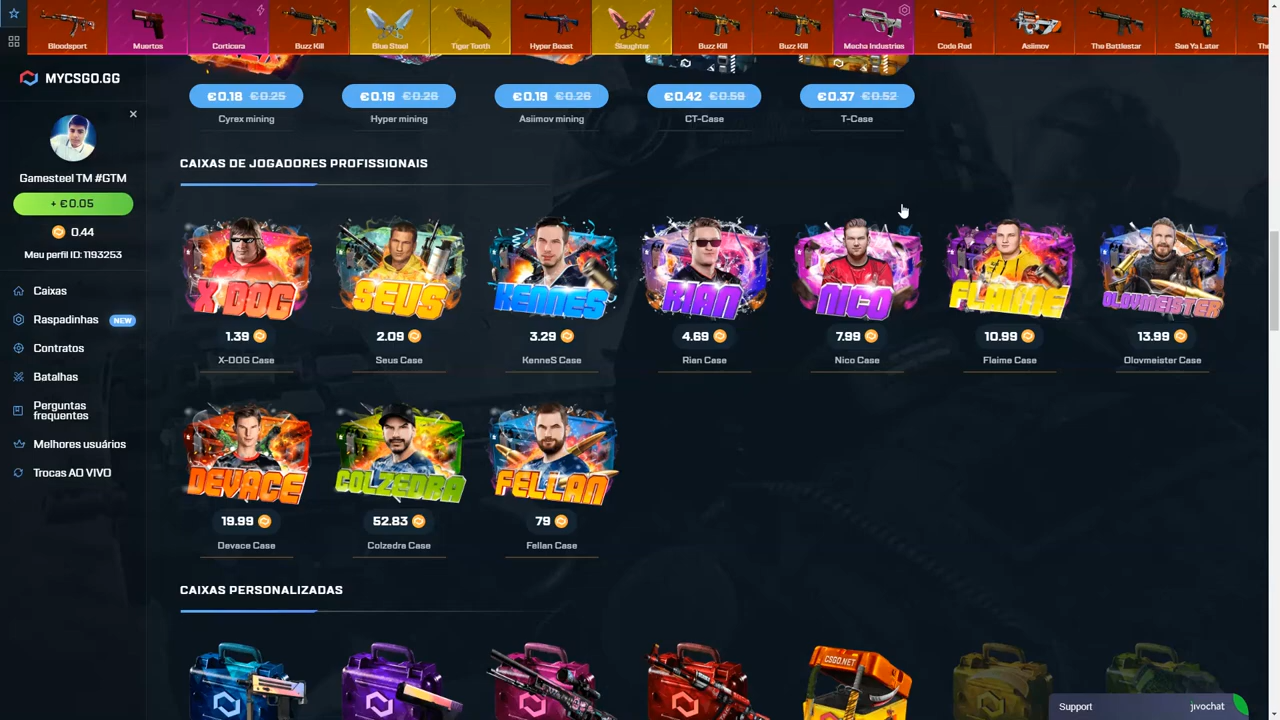 Bloodsport
Muertos
Corticera
Buzz Kill
Blue Steel
Tiger Tooth
Hyper Beast
Slaughter
Buzz Kill
Buzz Kill
Mecha Industries
Code Red
Asiimov
The Battlestar
See Ya Later
MYCSGO.GG
Gamesteel TM #GTM
+ €0.05
0.44
Meu perfil ID: 1193253
Caixas
Raspadinhas NEW
Contratos
Batalhas
Perguntas
frequentes
Melhores usuários
Trocas AO VIVO
€0.18 €0.25
€0.19 €0.26
€0.19 €0.26
€0.42 €0.59
€0.37 €0.52
Cyrex mining
Hyper mining
Asiimov mining
CT-Case
T-Case
CAIXAS DE JOGADORES PROFISSIONAIS
X-DOG
SEUS
KENNES
RIAN
NICO
FLAIME
OLOVMEISTER
1.39
2.09
3.29
4.69
7.99
10.99
13.99
X-DOG Case
Seus Case
KenneS Case
Rian Case
Nico Case
Flaime Case
Olovmeister Case
DEVACE
COLZEDRA
FELLAN
19.99
52.83
79
Devace Case
Colzedra Case
Fellan Case
CAIXAS PERSONALIZADAS
CSGO.NET
Support
jivochat